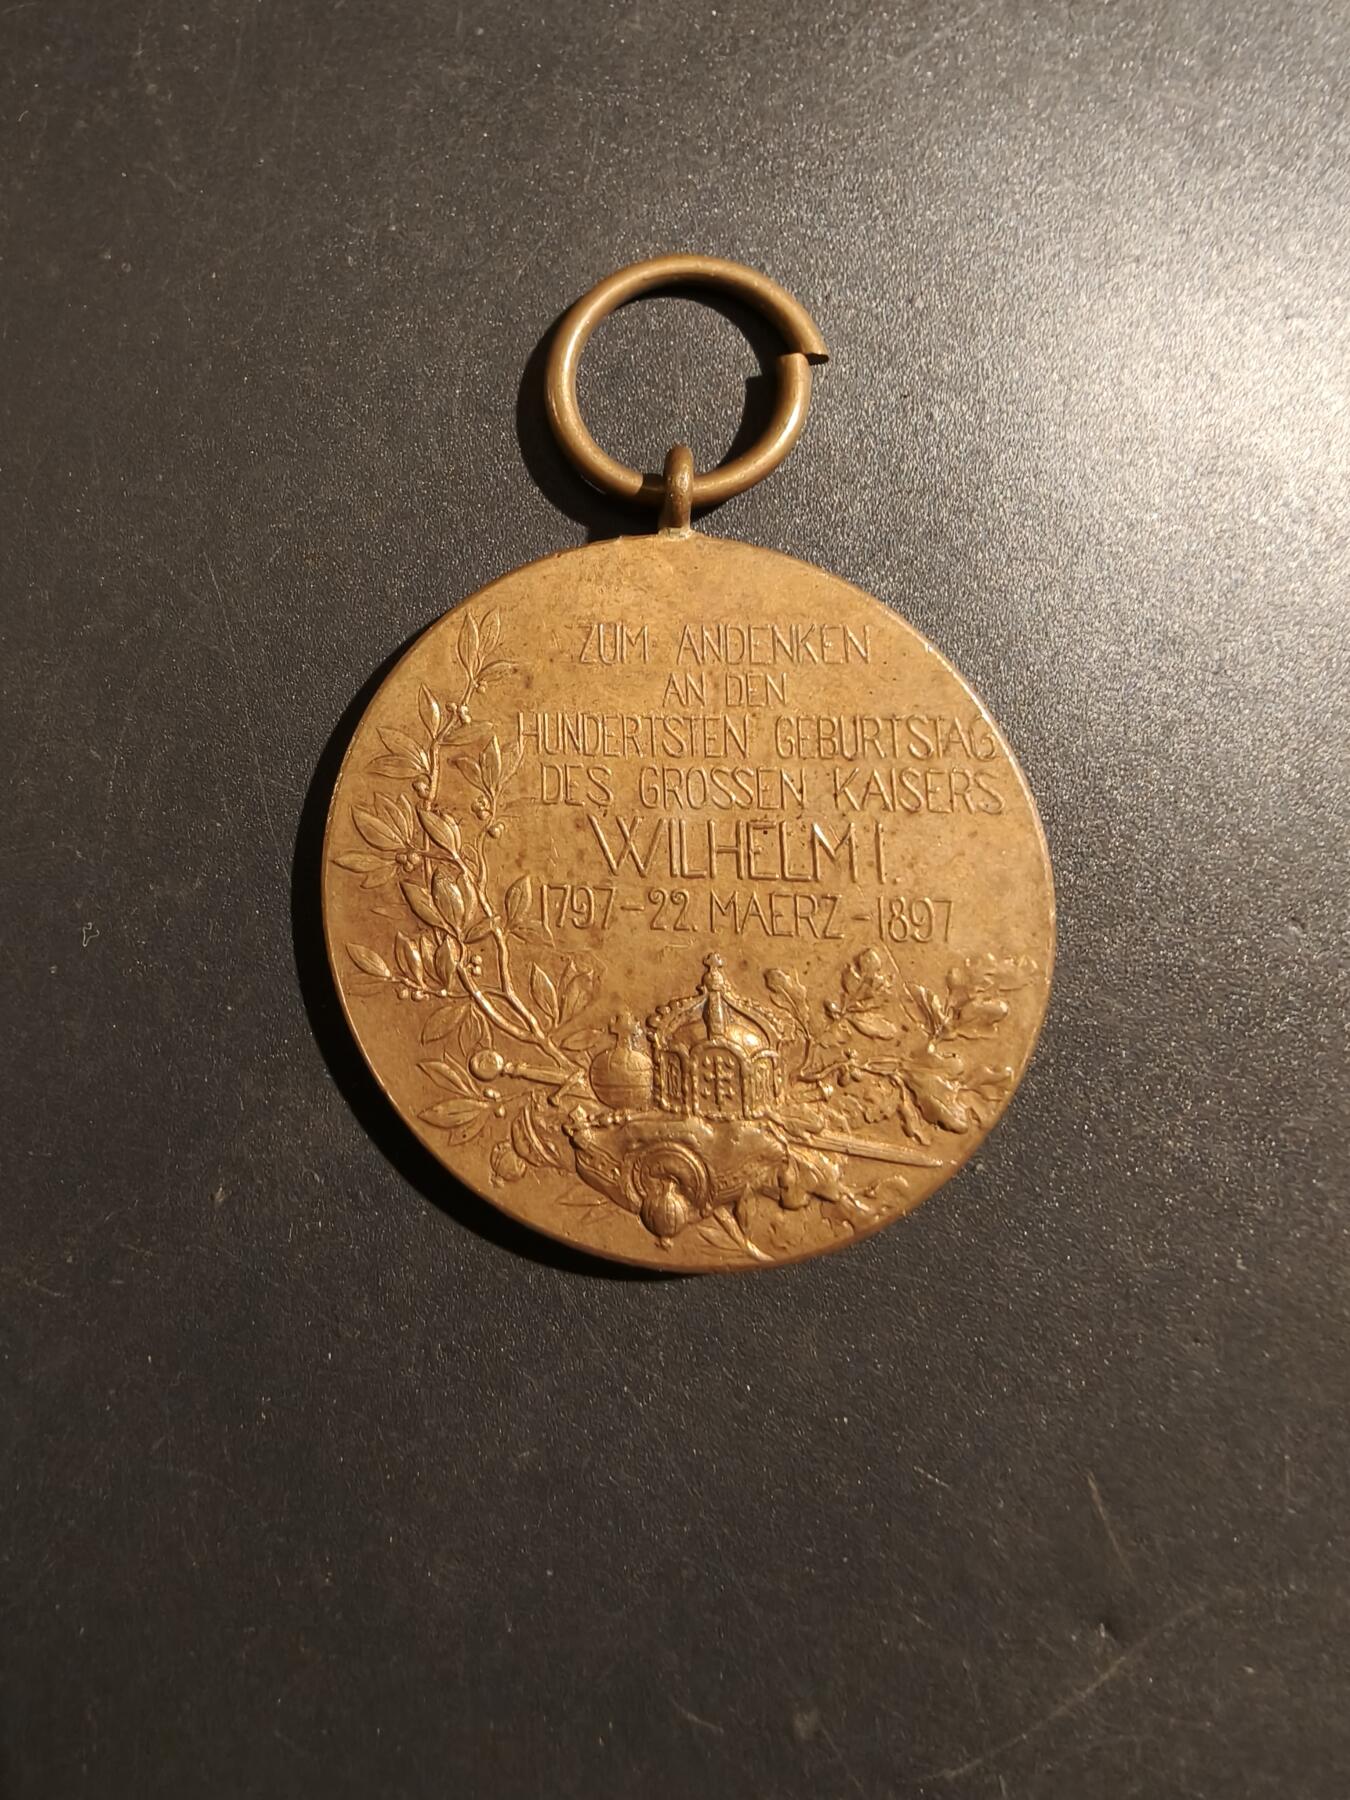 ZUM ANDENKEN
AN DEN
HUNDERTSTEN GEBURTSTAG
DES GROSSEN KAISERS
WILHELM I.
1797-22. MAERZ-1897